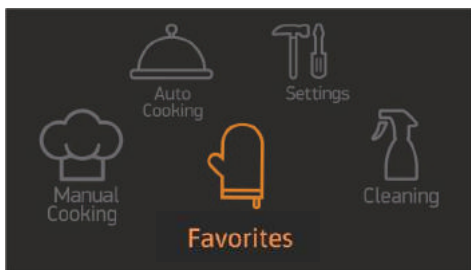 Auto
Cooking
Settings
Manual
Cooking
Cleaning
Favorites